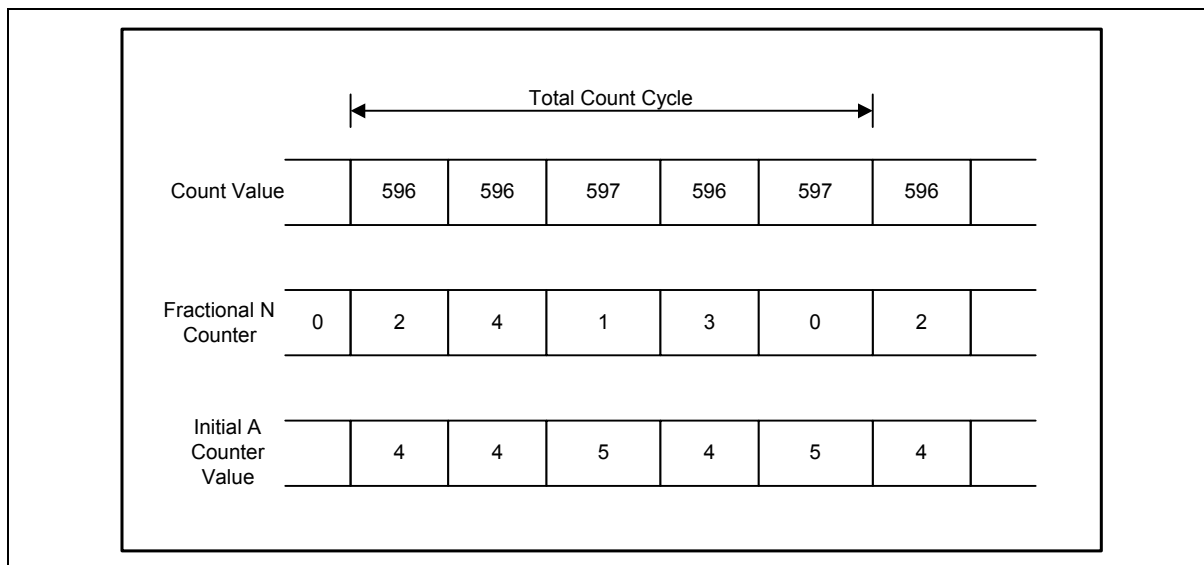 Total Count Cycle
Count Value 596 596 597 596 597 596
Fractional N
Counter
0 2 4 1 3 0 2
Initial A
Counter
Value
4 4 5 4 5 4